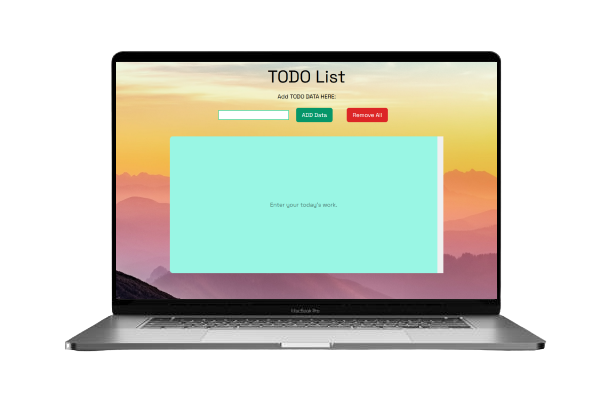 TODO List
Add TODO DATA HERE:
ADD Data
Remove All
Enter your today's work.
MacBook Pro